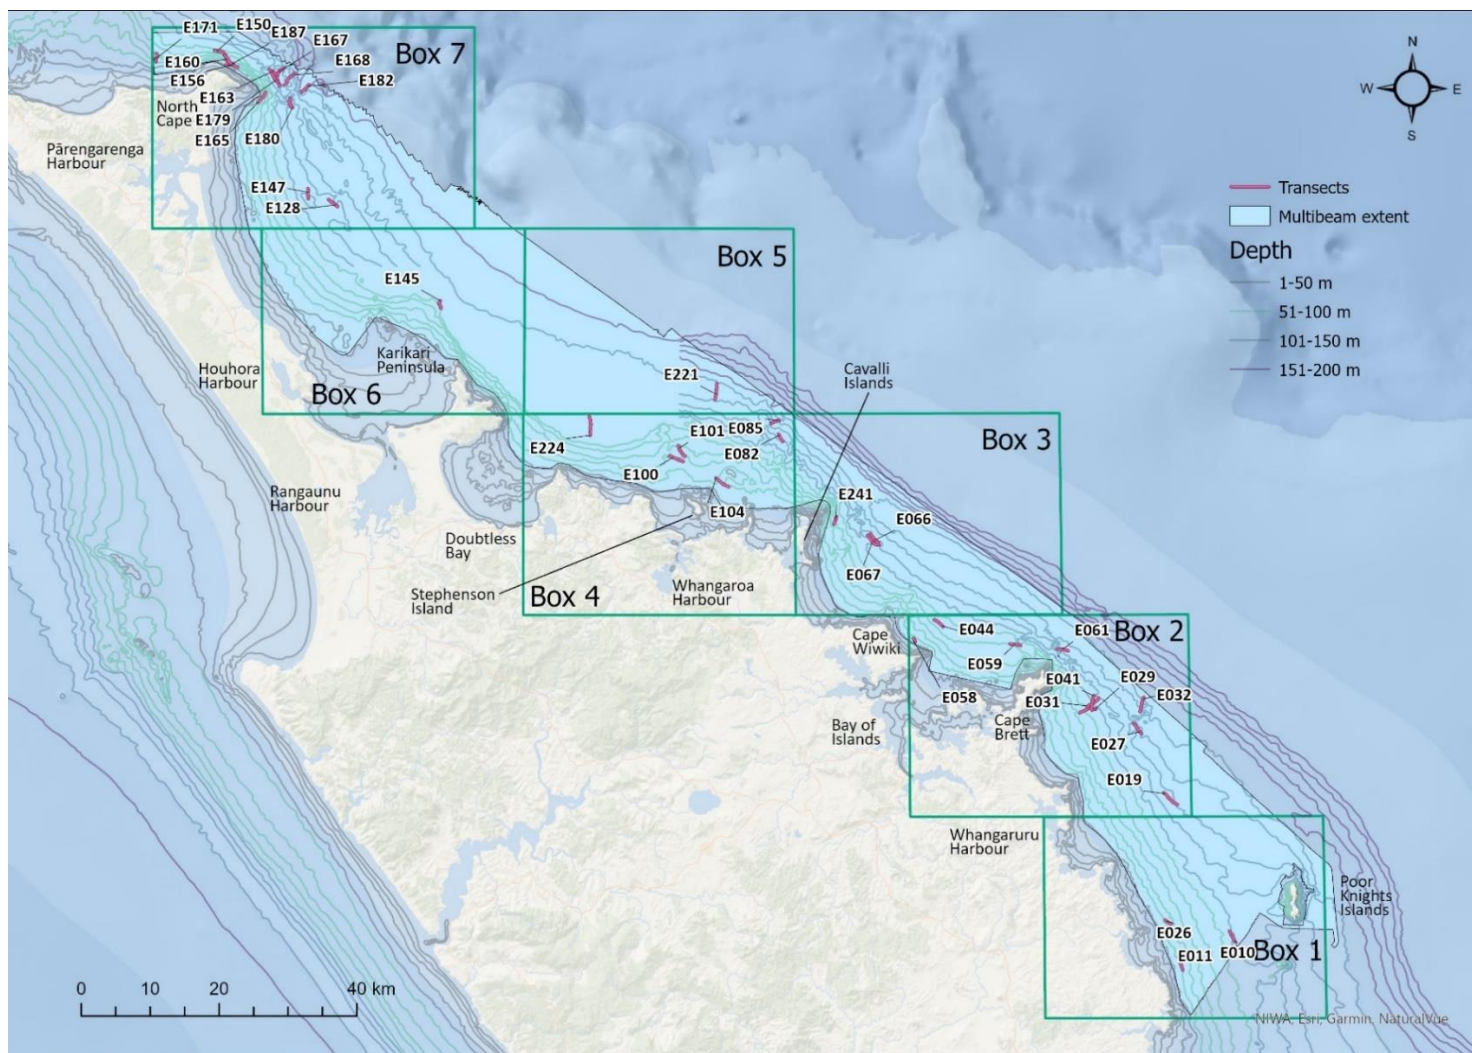 E171
E150
E187
E167
E160
E168
E156
E182
Box 7
North
Cape
E163
E179
E165
E180
Pārengarenga
Harbour
E147
E128
N
W
E
S
Transects
Multibeam extent
Depth
1-50 m
51-100 m
101-150 m
151-200 m
Box 5
E145
Houhora
Harbour
Karikari
Peninsula
Box 6
E221
Cavalli
Islands
E224
E101
E085
E100
E082
Box 3
Rangaunu
Harbour
E104
E241
E066
E067
Doubtless
Bay
Stephenson
Island
Box 4
Whangaroa
Harbour
Cape
Wiwiki
E044
E061
Box 2
E059
E041
E029
E032
E058
E031
Bay of
Islands
Cape
Brett
E027
E019
Whangaruru
Harbour
Poor
Knights
Islands
E026
E011
E010
Box 1
0 10 20 40 km
NIWA, Esri, Garmin, NaturalVue